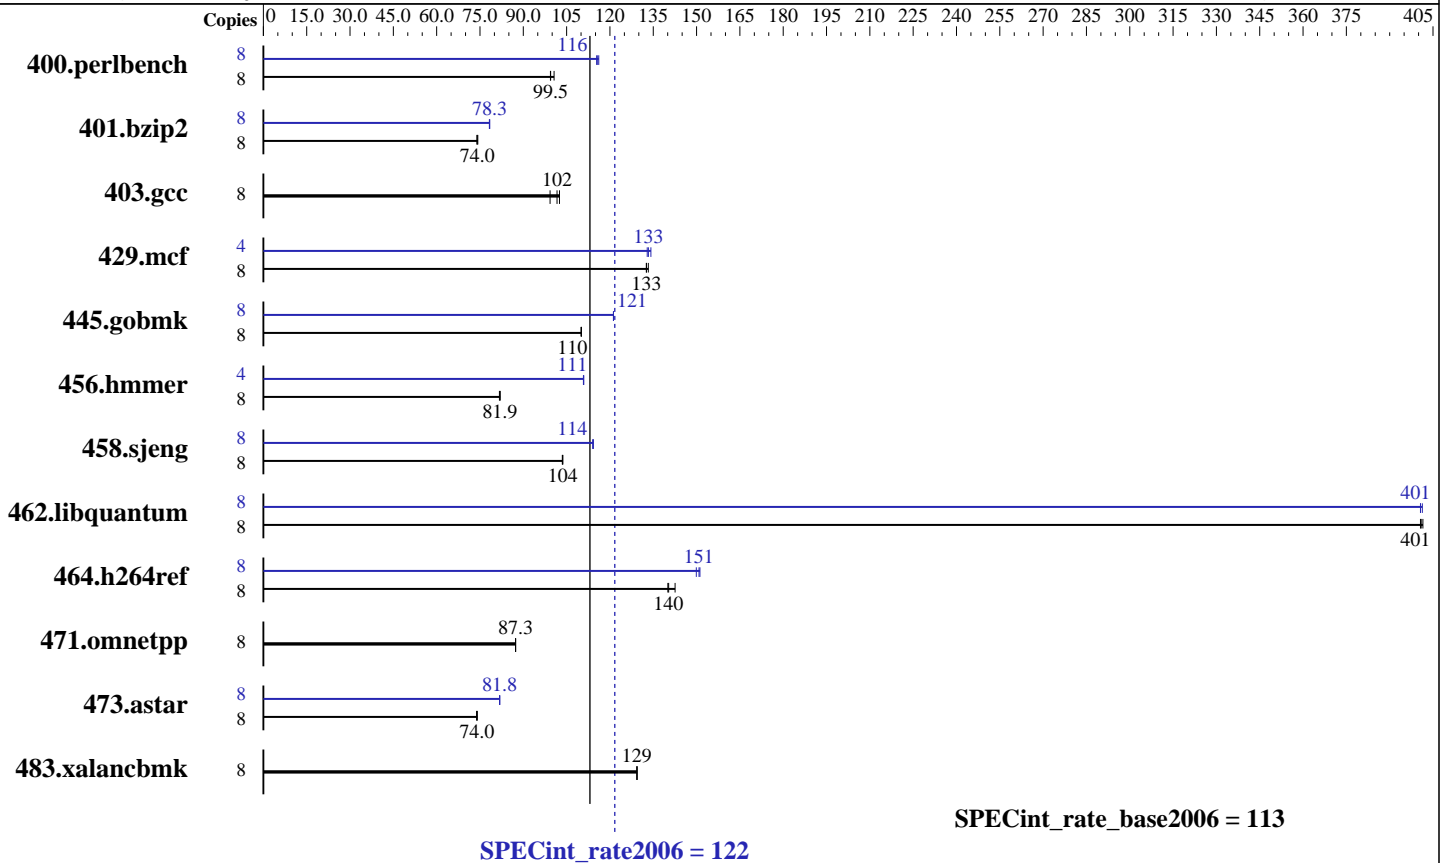 Copies 0 15.0 30.0 45.0 60.0 75.0 90.0 105 120 135 150 165 180 195 210 225 240 255 270 285 300 315 330 345 360 375 405
400.perlbench 8 116
8 99.5
401.bzip2 8 78.3
8 74.0
403.gcc 8 102
429.mcf 4 133
8 133
445.gobmk 8 121
8 110
456.hmmer 4 111
8 81.9
458.sjeng 8 114
8 104
462.libquantum 8 401
8 401
464.h264ref 8 151
8 140
471.omnetpp 8 87.3
473.astar 8 81.8
8 74.0
483.xalancbmk 8 129
SPECint_rate_base2006 = 113
SPECint_rate2006 = 122